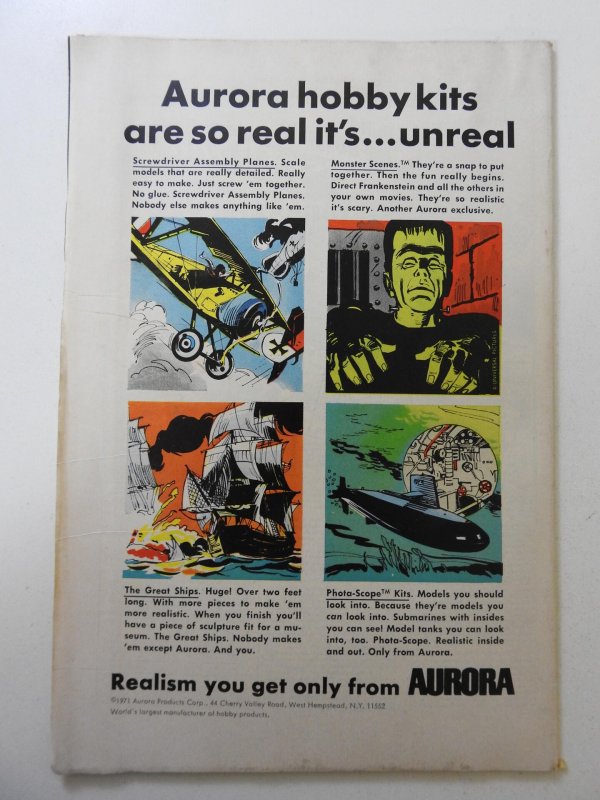 Aurora hobby kits
are so real it's...unreal
Screwdriver Assembly Planes. Scale
models that are really detailed. Really
easy to make. Just screw 'em together.
No glue. Screwdriver Assembly Planes.
Nobody else makes anything like 'em.
Monster Scenes.™ They're a snap to put
together. Then the fun really begins.
Direct Frankenstein and all the others in
your own movies. They're so realistic
it's scary. Another Aurora exclusive.
© UNIVERSAL PICTURES
The Great Ships. Huge! Over two feet
long. With more pieces to make 'em
more realistic. When you finish you'll
have a piece of sculpture fit for a mu-
seum. The Great Ships. Nobody makes
'em except Aurora. And you.
Phota-Scope™ Kits. Models you should
look into. Because they're models you
can look into. Submarines with insides
you can see! Model tanks you can look
into, too. Phota-Scope. Realistic inside
and out. Only from Aurora.
Realism you get only from AURORA
©1971 Aurora Products Corp., 44 Cherry Valley Road, West Hempstead, N.Y. 11552
World's largest manufacturer of hobby products.